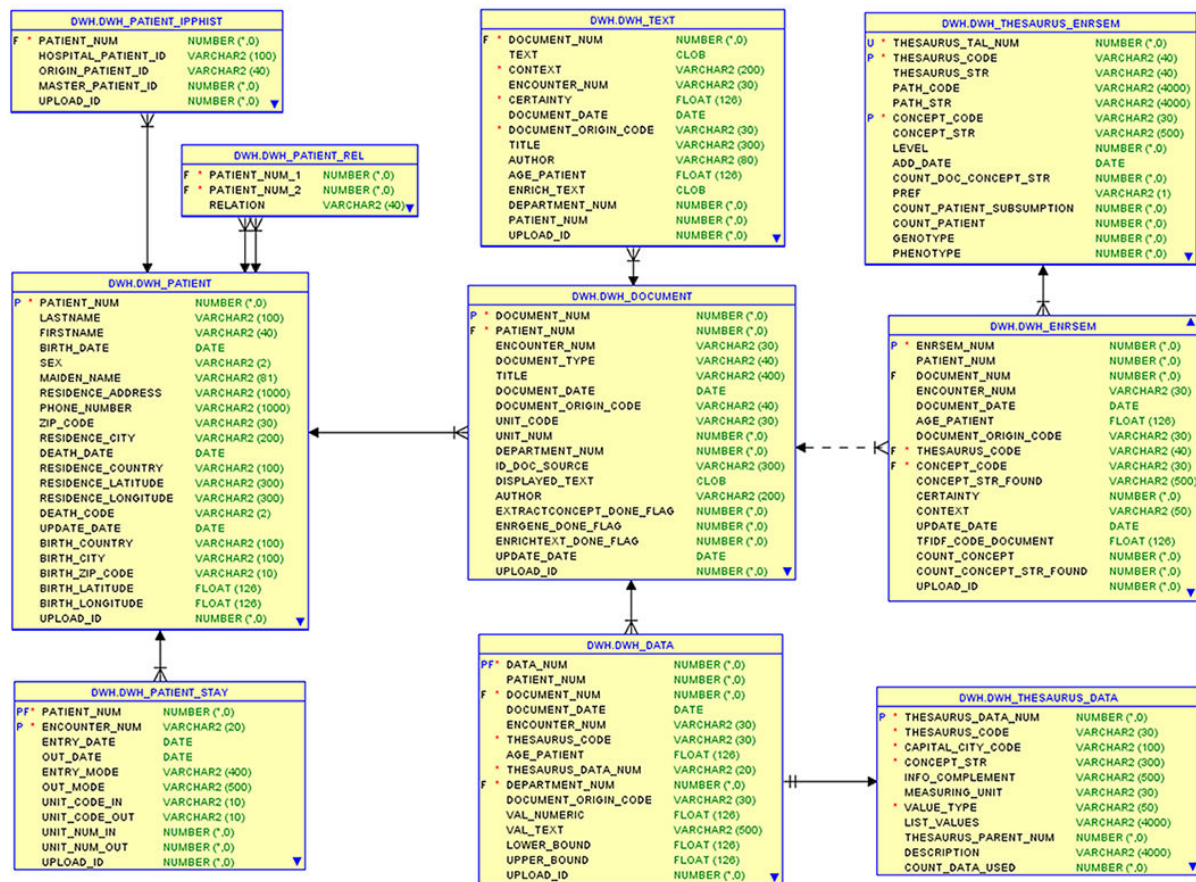 DWH.DWH_PATIENT_IPPHIST
F * PATIENT_NUM NUMBER (*,0)
HOSPITAL_PATIENT_ID VARCHAR2 (100)
ORIGIN_PATIENT_ID VARCHAR2 (40)
MASTER_PATIENT_ID NUMBER (*,0)
UPLOAD_ID NUMBER (*,0)
DWH.DWH_PATIENT_REL
F * PATIENT_NUM_1 NUMBER (*,0)
F * PATIENT_NUM_2 NUMBER (*,0)
RELATION VARCHAR2 (40)
DWH.DWH_PATIENT
P * PATIENT_NUM NUMBER (*,0)
LASTNAME VARCHAR2 (100)
FIRSTNAME VARCHAR2 (40)
BIRTH_DATE DATE
SEX VARCHAR2 (2)
MAIDEN_NAME VARCHAR2 (81)
RESIDENCE_ADDRESS VARCHAR2 (1000)
PHONE_NUMBER VARCHAR2 (1000)
ZIP_CODE VARCHAR2 (30)
RESIDENCE_CITY VARCHAR2 (200)
DEATH_DATE DATE
RESIDENCE_COUNTRY VARCHAR2 (100)
RESIDENCE_LATITUDE VARCHAR2 (300)
RESIDENCE_LONGITUDE VARCHAR2 (300)
DEATH_CODE VARCHAR2 (2)
UPDATE_DATE DATE
BIRTH_COUNTRY VARCHAR2 (100)
BIRTH_CITY VARCHAR2 (100)
BIRTH_ZIP_CODE VARCHAR2 (10)
BIRTH_LATITUDE FLOAT (126)
BIRTH_LONGITUDE FLOAT (126)
UPLOAD_ID NUMBER (*,0)
DWH.DWH_PATIENT_STAY
PF* PATIENT_NUM NUMBER (*,0)
P * ENCOUNTER_NUM VARCHAR2 (20)
ENTRY_DATE DATE
OUT_DATE DATE
ENTRY_MODE VARCHAR2 (400)
OUT_MODE VARCHAR2 (500)
UNIT_CODE_IN VARCHAR2 (10)
UNIT_CODE_OUT VARCHAR2 (10)
UNIT_NUM_IN NUMBER (*,0)
UNIT_NUM_OUT NUMBER (*,0)
UPLOAD_ID NUMBER (*,0)
DWH.DWH_TEXT
F * DOCUMENT_NUM NUMBER (*,0)
TEXT CLOB
* CONTEXT VARCHAR2 (200)
ENCOUNTER_NUM VARCHAR2 (30)
* CERTAINTY FLOAT (126)
DOCUMENT_DATE DATE
* DOCUMENT_ORIGIN_CODE VARCHAR2 (30)
TITLE VARCHAR2 (300)
AUTHOR VARCHAR2 (80)
AGE_PATIENT FLOAT (126)
ENRICH_TEXT CLOB
DEPARTMENT_NUM NUMBER (*,0)
PATIENT_NUM NUMBER (*,0)
UPLOAD_ID NUMBER (*,0)
DWH.DWH_DOCUMENT
P * DOCUMENT_NUM NUMBER (*,0)
F * PATIENT_NUM NUMBER (*,0)
ENCOUNTER_NUM VARCHAR2 (30)
DOCUMENT_TYPE VARCHAR2 (40)
TITLE VARCHAR2 (400)
DOCUMENT_DATE DATE
DOCUMENT_ORIGIN_CODE VARCHAR2 (40)
UNIT_CODE VARCHAR2 (30)
UNIT_NUM NUMBER (*,0)
DEPARTMENT_NUM NUMBER (*,0)
ID_DOC_SOURCE VARCHAR2 (300)
DISPLAYED_TEXT CLOB
AUTHOR VARCHAR2 (200)
EXTRACTCONCEPT_DONE_FLAG NUMBER (*,0)
ENRGENE_DONE_FLAG NUMBER (*,0)
ENRICHTEXT_DONE_FLAG NUMBER (*,0)
UPDATE_DATE DATE
UPLOAD_ID NUMBER (*,0)
DWH.DWH_DATA
PF* DATA_NUM NUMBER (*,0)
PATIENT_NUM NUMBER (*,0)
F * DOCUMENT_NUM NUMBER (*,0)
DOCUMENT_DATE DATE
ENCOUNTER_NUM VARCHAR2 (30)
* THESAURUS_CODE VARCHAR2 (30)
AGE_PATIENT FLOAT (126)
* THESAURUS_DATA_NUM VARCHAR2 (20)
F * DEPARTMENT_NUM NUMBER (*,0)
DOCUMENT_ORIGIN_CODE VARCHAR2 (30)
VAL_NUMERIC FLOAT (126)
VAL_TEXT VARCHAR2 (500)
LOWER_BOUND FLOAT (126)
UPPER_BOUND FLOAT (126)
UPLOAD_ID NUMBER (*,0)
DWH.DWH_THESAURUS_ENRSEM
U * THESAURUS_TAL_NUM NUMBER (*,0)
P * THESAURUS_CODE VARCHAR2 (40)
THESAURUS_STR VARCHAR2 (40)
PATH_CODE VARCHAR2 (4000)
PATH_STR VARCHAR2 (4000)
P * CONCEPT_CODE VARCHAR2 (30)
CONCEPT_STR VARCHAR2 (500)
LEVEL NUMBER (*,0)
ADD_DATE DATE
COUNT_DOC_CONCEPT_STR NUMBER (*,0)
PREF VARCHAR2 (1)
COUNT_PATIENT_SUBSUMPTION NUMBER (*,0)
COUNT_PATIENT NUMBER (*,0)
GENOTYPE NUMBER (*,0)
PHENOTYPE NUMBER (*,0)
DWH.DWH_ENRSEM
P * ENRSEM_NUM NUMBER (*,0)
PATIENT_NUM NUMBER (*,0)
F DOCUMENT_NUM NUMBER (*,0)
ENCOUNTER_NUM VARCHAR2 (30)
DOCUMENT_DATE DATE
AGE_PATIENT FLOAT (126)
DOCUMENT_ORIGIN_CODE VARCHAR2 (30)
F * THESAURUS_CODE VARCHAR2 (40)
F * CONCEPT_CODE VARCHAR2 (30)
CONCEPT_STR_FOUND VARCHAR2 (500)
CERTAINTY NUMBER (*,0)
CONTEXT VARCHAR2 (50)
UPDATE_DATE DATE
TFIDF_CODE_DOCUMENT FLOAT (126)
COUNT_CONCEPT NUMBER (*,0)
COUNT_CONCEPT_STR_FOUND NUMBER (*,0)
UPLOAD_ID NUMBER (*,0)
DWH.DWH_THESAURUS_DATA
P * THESAURUS_DATA_NUM NUMBER (*,0)
* THESAURUS_CODE VARCHAR2 (30)
* CAPITAL_CITY_CODE VARCHAR2 (100)
* CONCEPT_STR VARCHAR2 (300)
INFO_COMPLEMENT VARCHAR2 (500)
MEASURING_UNIT VARCHAR2 (30)
* VALUE_TYPE VARCHAR2 (50)
LIST_VALUES VARCHAR2 (4000)
THESAURUS_PARENT_NUM NUMBER (*,0)
DESCRIPTION VARCHAR2 (4000)
COUNT_DATA_USED NUMBER (*,0)